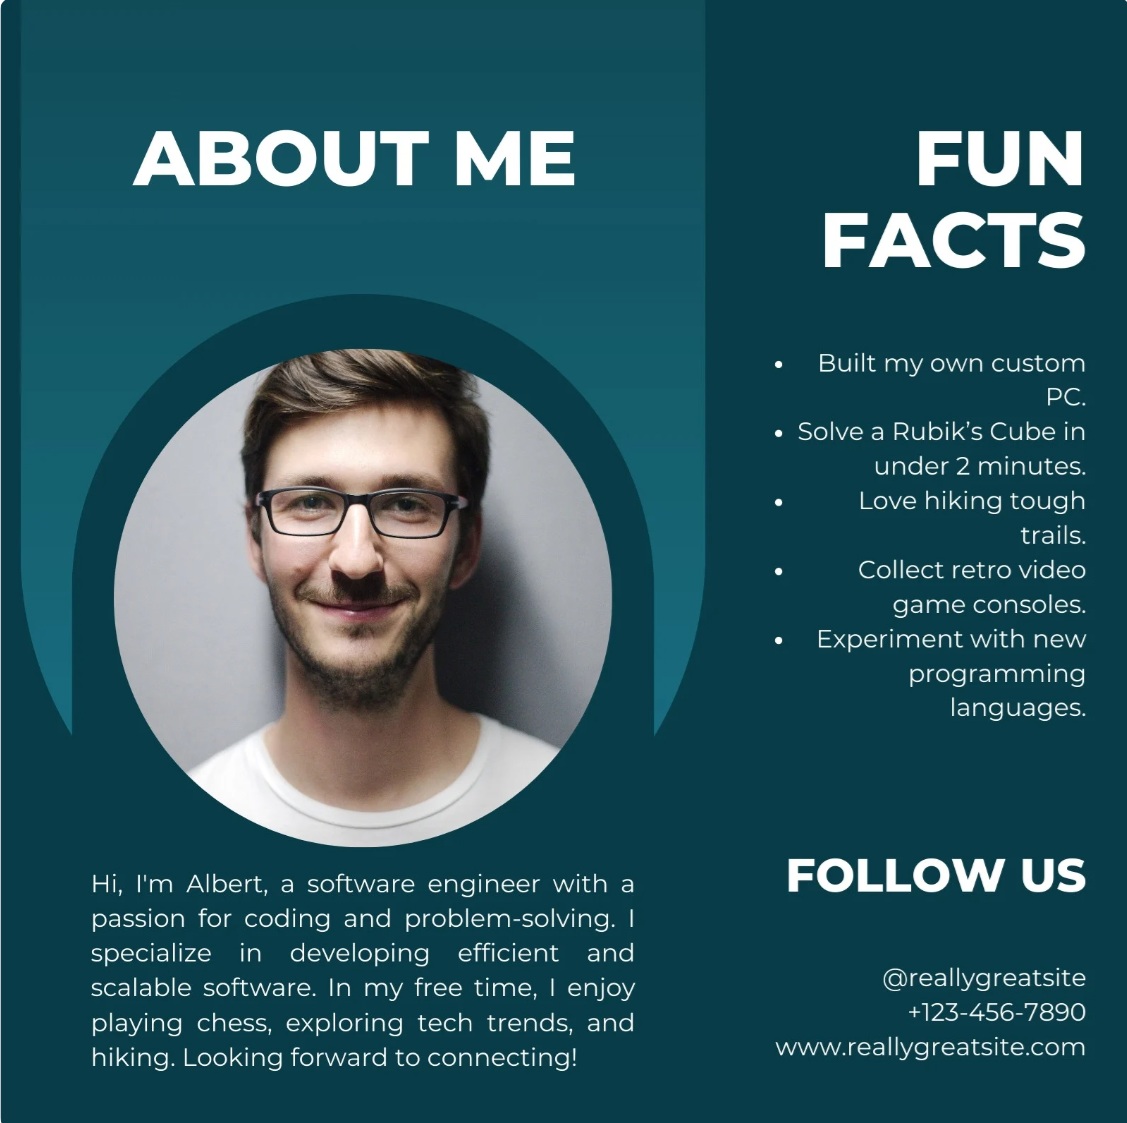 ABOUT ME
Hi, I'm Albert, a software engineer with a
passion for coding and problem-solving. I
specialize in developing efficient and
scalable software. In my free time, I enjoy
playing chess, exploring tech trends, and
hiking. Looking forward to connecting!
FUN
FACTS
• Built my own custom
PC.
• Solve a Rubik’s Cube in
under 2 minutes.
• Love hiking tough
trails.
• Collect retro video
game consoles.
• Experiment with new
programming
languages.
FOLLOW US
@reallygreatsite
+123-456-7890
www.reallygreatsite.com